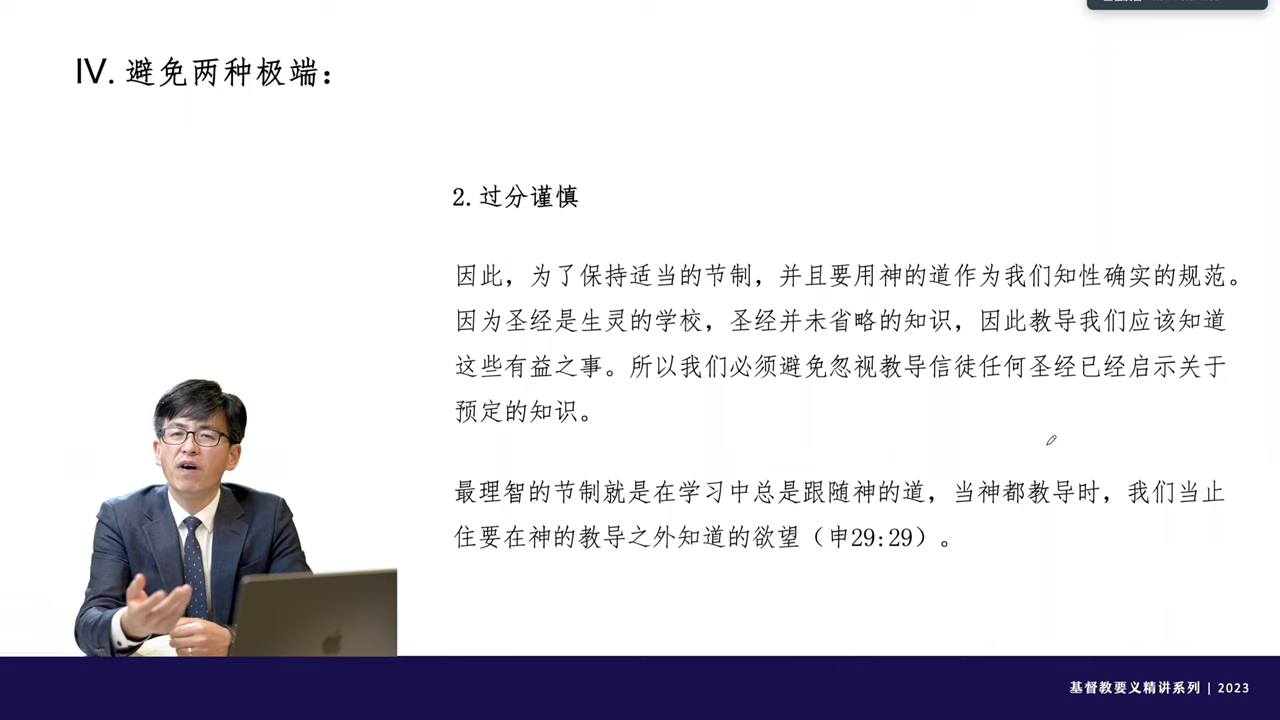 Ⅳ. 避免两种极端：
2. 过分谨慎
因此，为了保持适当的节制，并且要用神的道作为我们知性确实的规范。
因为圣经是生灵的学校，圣经并未省略的知识，因此教导我们应该知道
这些有益之事。所以我们必须避免忽视教导信徒任何圣经已经启示关于
预定的知识。
最理智的节制就是在学习中总是跟随神的道，当神都教导时，我们当止
住要在神的教导之外知道的欲望（申29:29）。
基督教要义精讲系列 | 2023